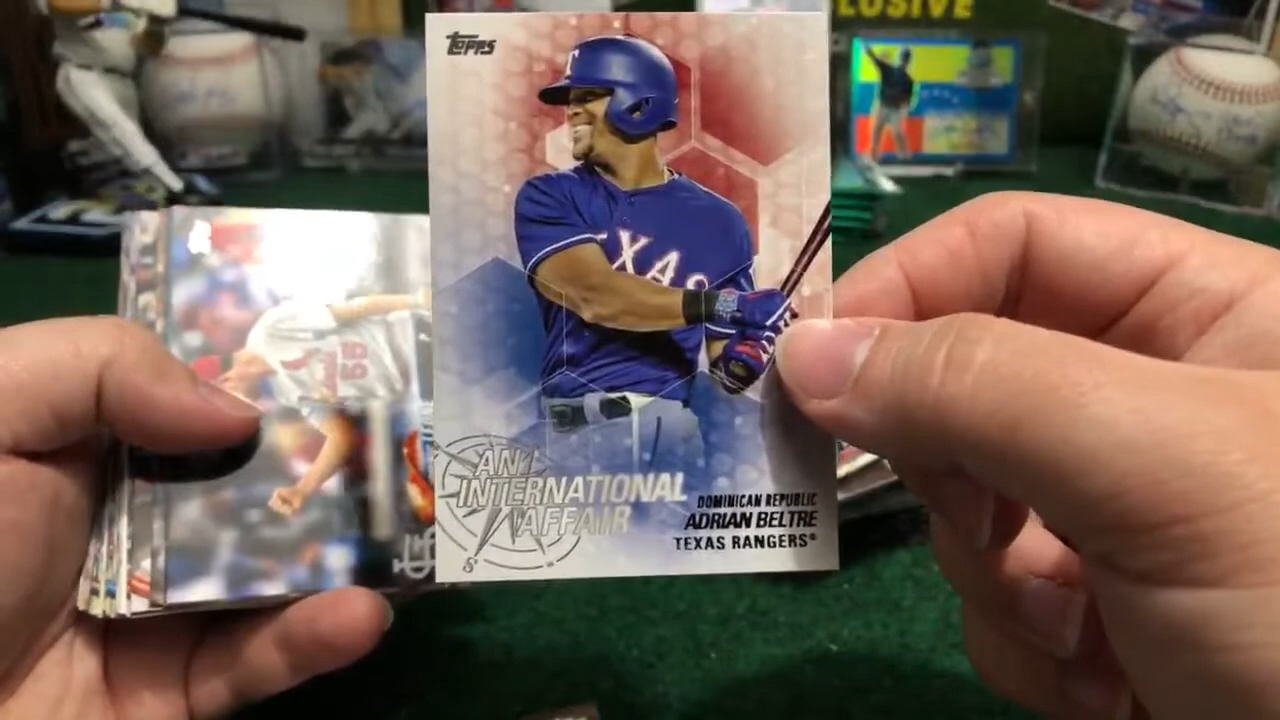 LUSIVE
TOPPS
T
TEXAS
AN
INTERNATIONAL
AFFAIR
S
DOMINICAN REPUBLIC
ADRIAN BELTRE
TEXAS RANGERS®